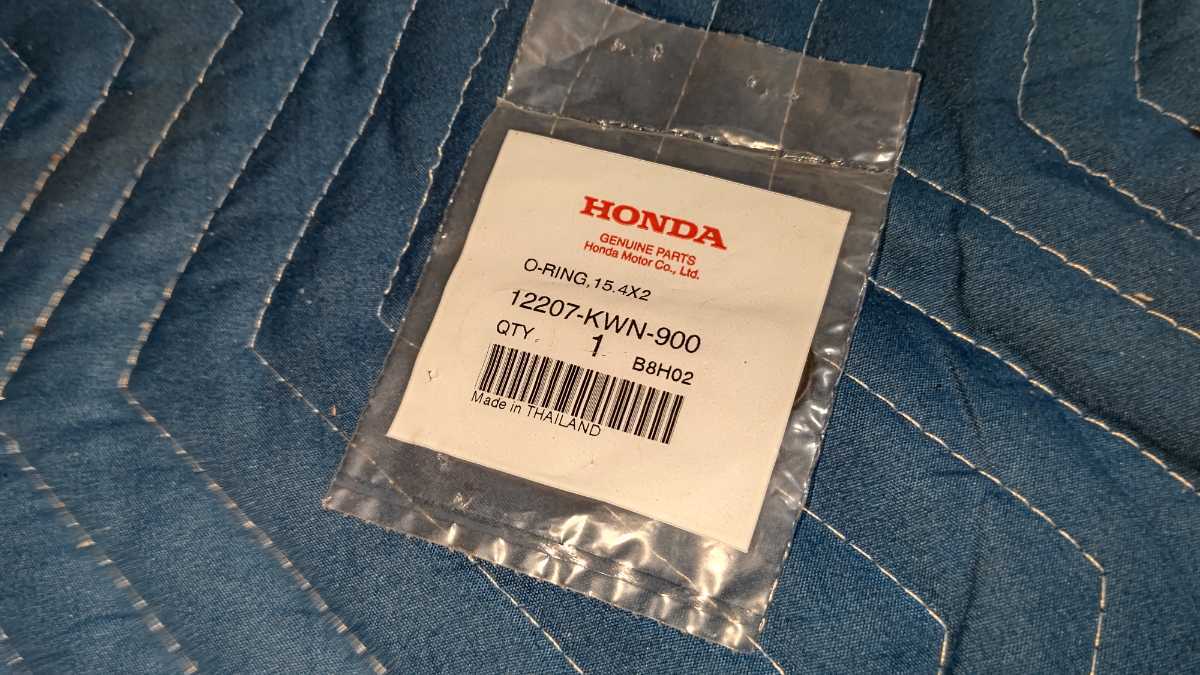 HONDA
GENUINE PARTS
Honda Motor Co., Ltd.
O-RING,15.4X2
12207-KWN-900
QTY. 1 B8H02
Made in THAILAND